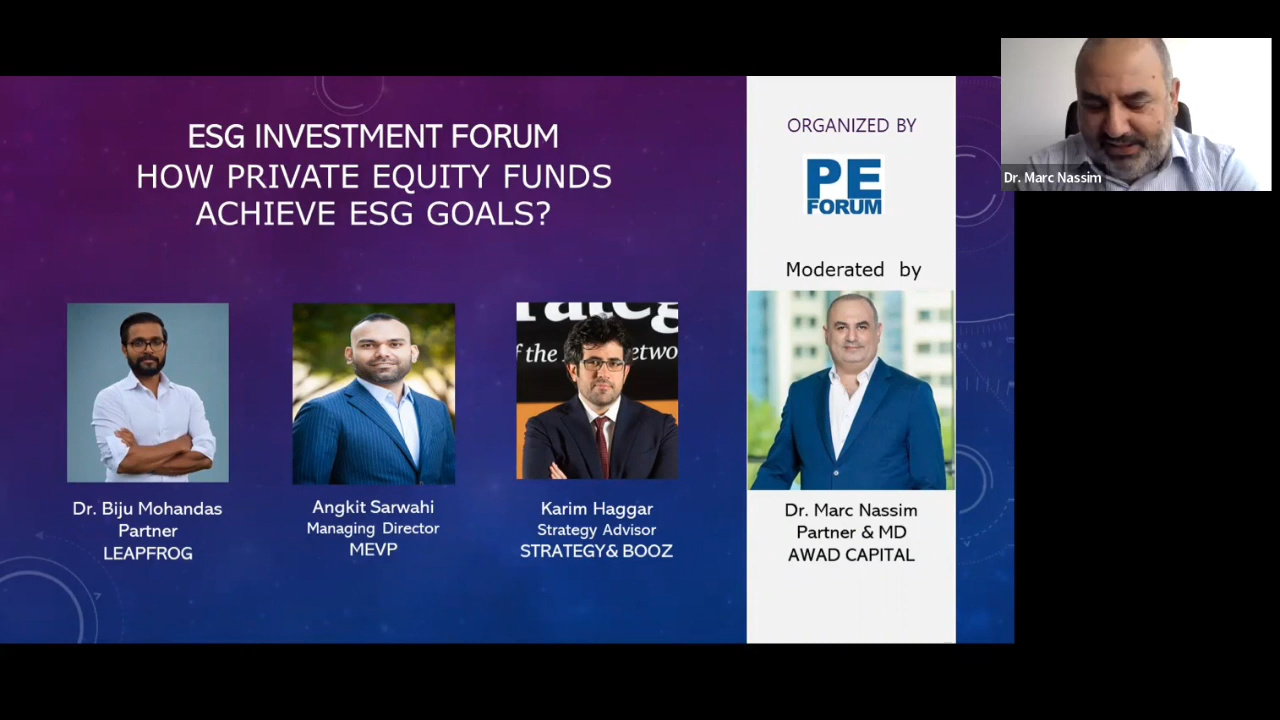 ESG INVESTMENT FORUM
HOW PRIVATE EQUITY FUNDS
ACHIEVE ESG GOALS?
of the
Dr. Biju Mohandas
Partner
LEAPFROG
Angkit Sarwahi
Managing Director
MEVP
Karim Haggar
Strategy Advisor
STRATEGY& BOOZ
ORGANIZED BY
PE
FORUM
Moderated by
Dr. Marc Nassim
Partner & MD
AWAD CAPITAL
Dr. Marc Nassim